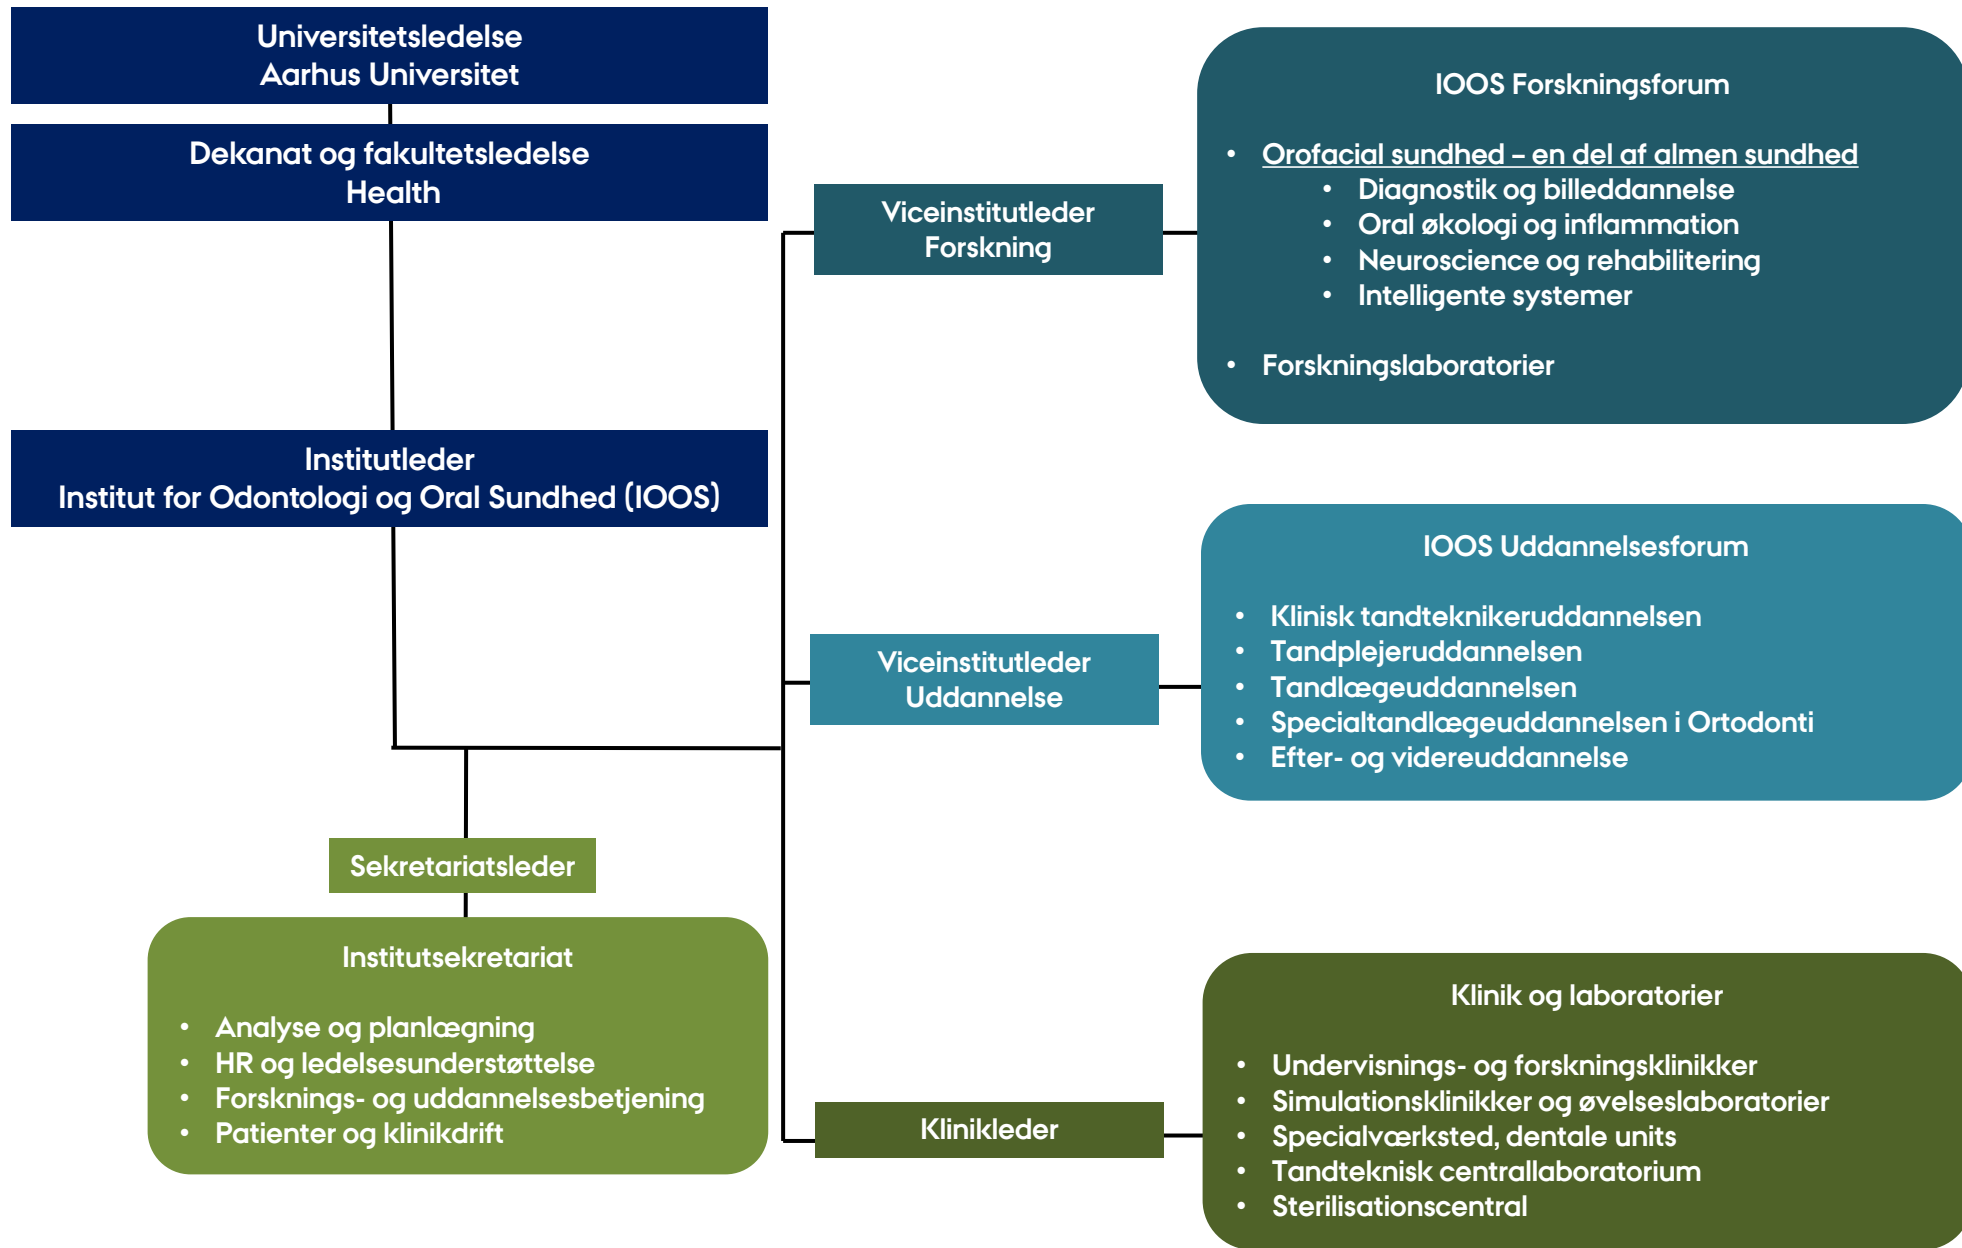 Universitetsledelse
Aarhus Universitet
Dekanat og fakultetsledelse
Health
Institutleder
Institut for Odontologi og Oral Sundhed (IOOS)
Sekretariatsleder
Institutsekretariat
• Analyse og planlægning
• HR og ledelsesunderstøttelse
• Forsknings- og uddannelsesbetjening
• Patienter og klinikdrift
Viceinstitutleder
Forskning
IOOS Forskningsforum
• Orofacial sundhed – en del af almen sundhed
• Diagnostik og billeddannelse
• Oral økologi og inflammation
• Neuroscience og rehabilitering
• Intelligente systemer
• Forskningslaboratorier
Viceinstitutleder
Uddannelse
IOOS Uddannelsesforum
• Klinisk tandteknikeruddannelsen
• Tandplejeruddannelsen
• Tandlægeuddannelsen
• Specialtandlægeuddannelsen i Ortodonti
• Efter- og videreuddannelse
Klinikleder
Klinik og laboratorier
• Undervisnings- og forskningsklinikker
• Simulationsklinikker og øvelseslaboratorier
• Specialværksted, dentale units
• Tandteknisk centrallaboratorium
• Sterilisationscentral